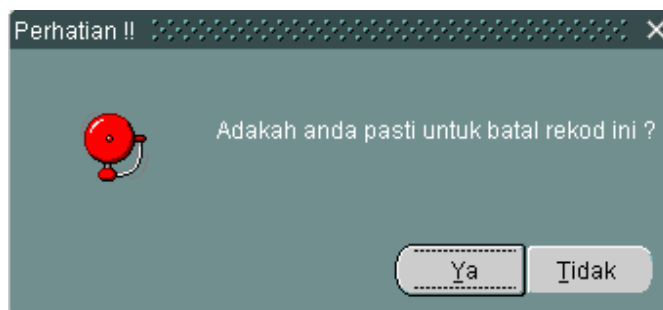 Perhatian !!
Adakah anda pasti untuk batal rekod ini ?
Ya Tidak